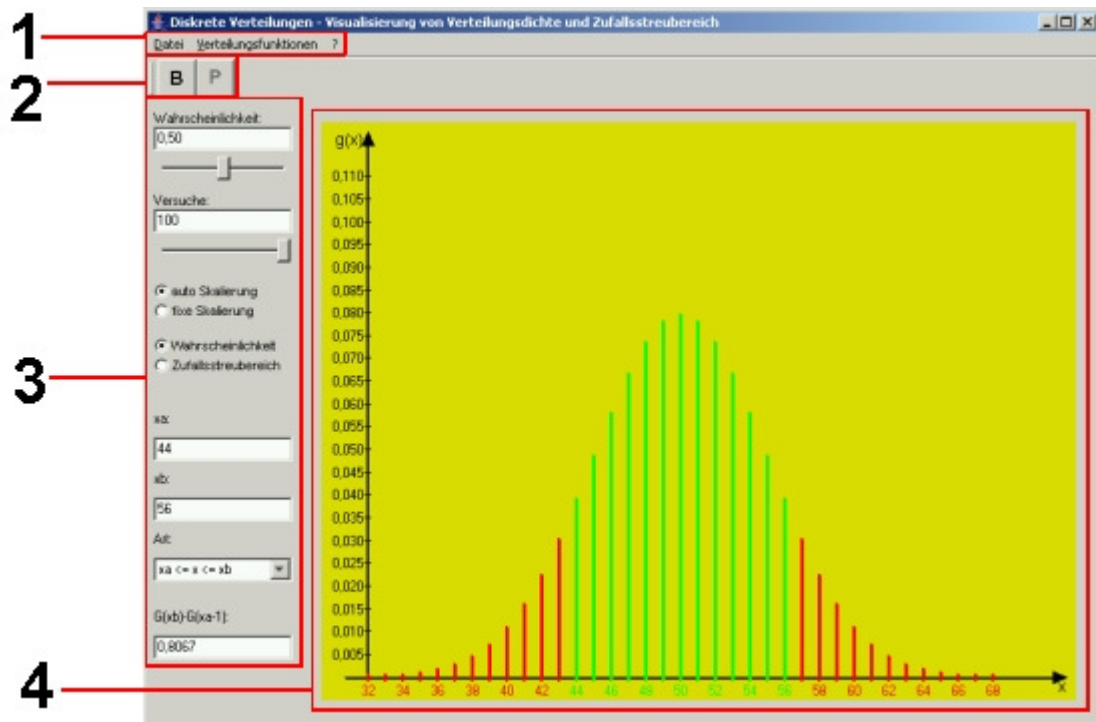 Diskrete Verteilungen - Visualisierung von Verteilungsdichte und Zufallsstreubereich
1
Datei Verteilungsfunktionen ?
2
B P
Wahrscheinlichkeit:
0,50
Versuche:
100
auto Skalierung
fixe Skalierung
Wahrscheinlichkeit
Zufallsstreubereich
3
xa:
44
xb:
56
Art:
xa <= x <= xb
G(xb)-G(xa-1):
0,8067
4
g(x)
0,110
0,105
0,100
0,095
0,090
0,085
0,080
0,075
0,070
0,065
0,060
0,055
0,050
0,045
0,040
0,035
0,030
0,025
0,020
0,015
0,010
0,005
32 34 36 38 40 42 44 46 48 50 52 54 56 58 60 62 64 66 68 x